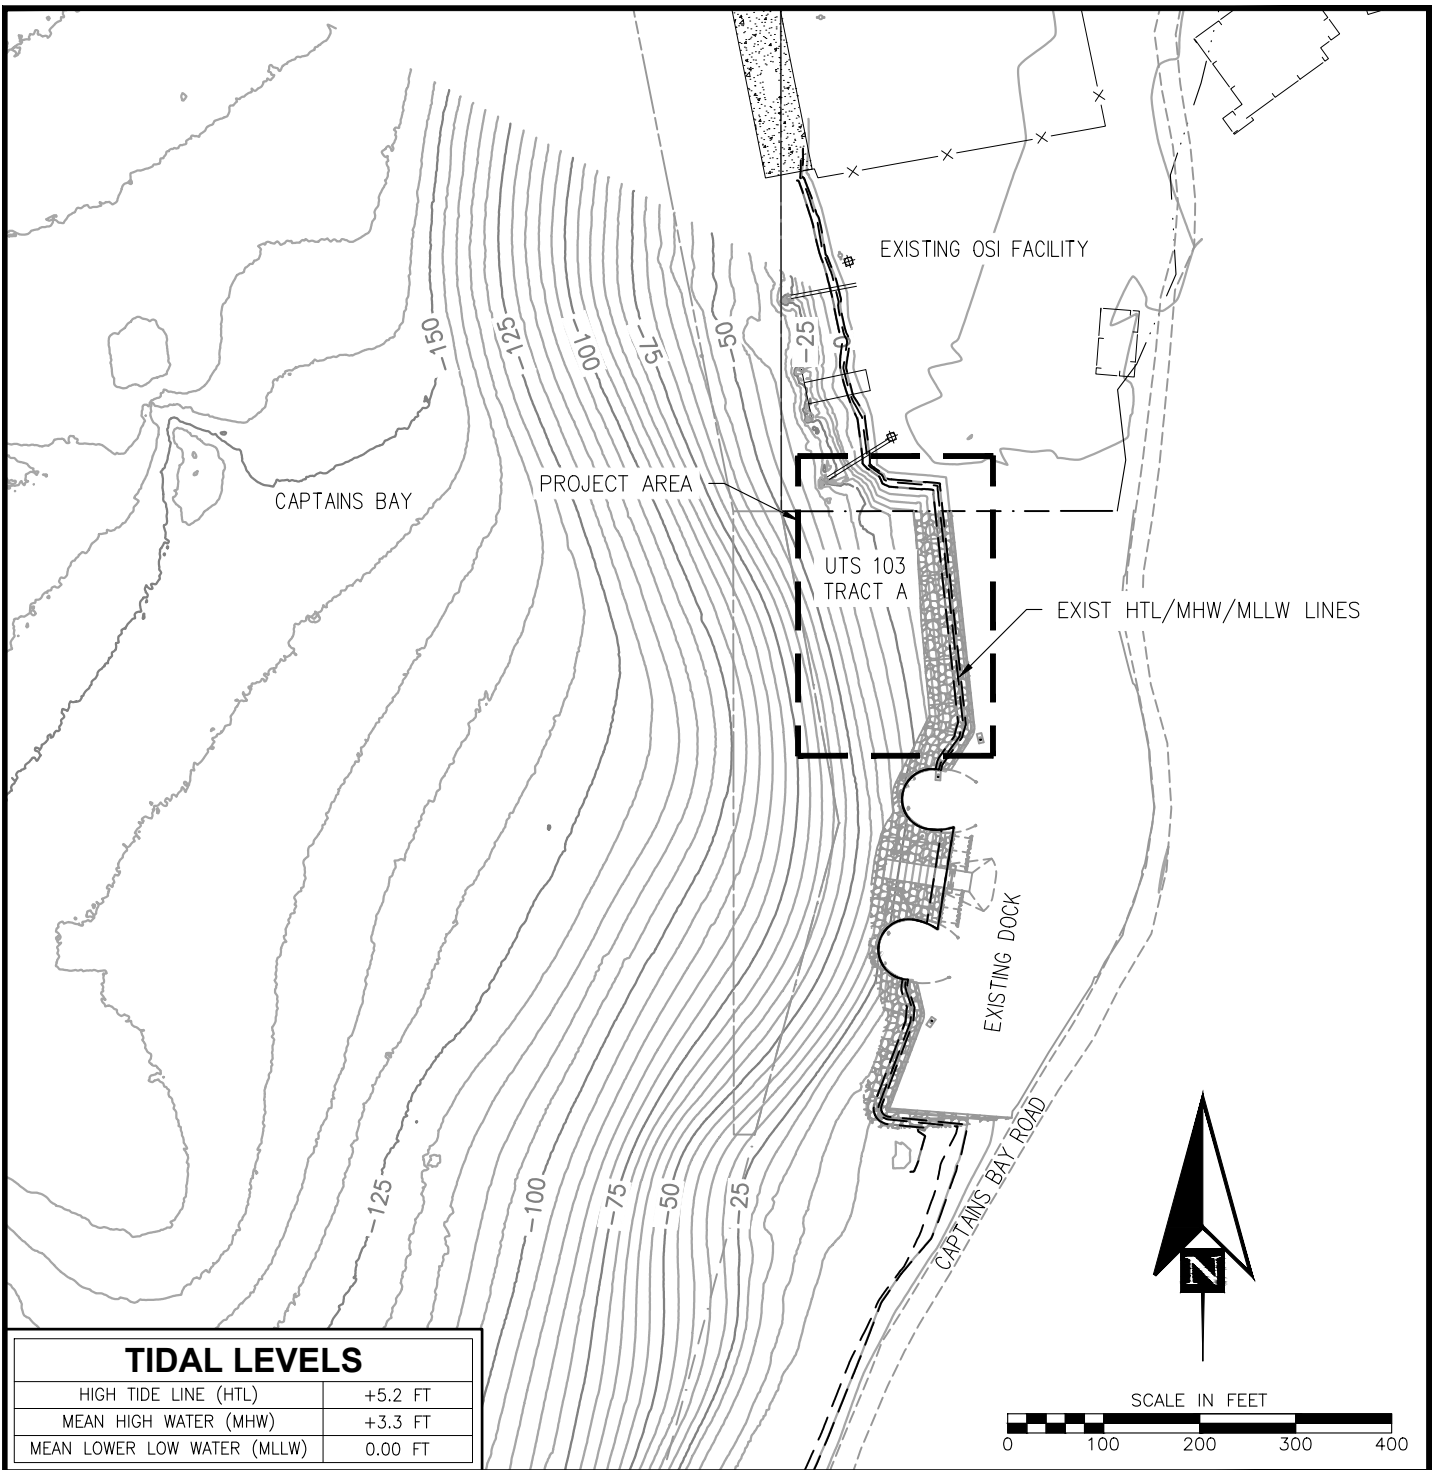 EXISTING OSI FACILITY
-150
-125
-100
-75
-50
-25
0
CAPTAINS BAY
PROJECT AREA
UTS 103
TRACT A
EXIST HTL/MHW/MLLW LINES
EXISTING DOCK
CAPTAINS BAY ROAD
-125
-100
-75
-50
-25
N
TIDAL LEVELS
HIGH TIDE LINE (HTL) +5.2 FT
MEAN HIGH WATER (MHW) +3.3 FT
MEAN LOWER LOW WATER (MLLW) 0.00 FT
SCALE IN FEET
0 100 200 300 400